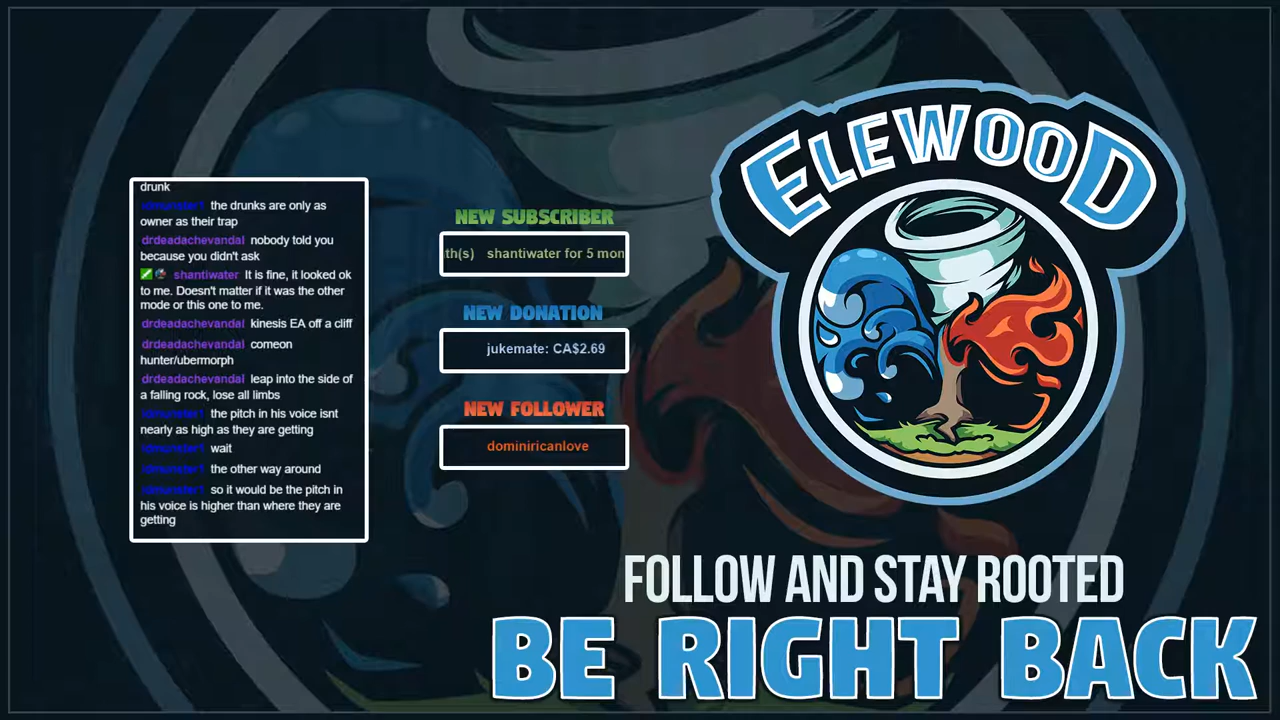 drunk
the drunks are only as
owner as their trap
drdeadachevandal nobody told you
because you didn't ask
shantiwater It is fine, it looked ok
to me. Doesn't matter if it was the other
mode or this one to me.
drdeadachevandal kinesis EA off a cliff
drdeadachevandal comeon
hunter/ubermorph
drdeadachevandal leap into the side of
a falling rock, lose all limbs
the pitch in his voice isnt
nearly as high as they are getting
wait
the other way around
so it would be the pitch in
his voice is higher than where they are
getting
NEW SUBSCRIBER
th(s) shantiwater for 5 mon
NEW DONATION
jukemate: CA$2.69
NEW FOLLOWER
dominiricanlove
ELEWOOD
FOLLOW AND STAY ROOTED
BE RIGHT BACK